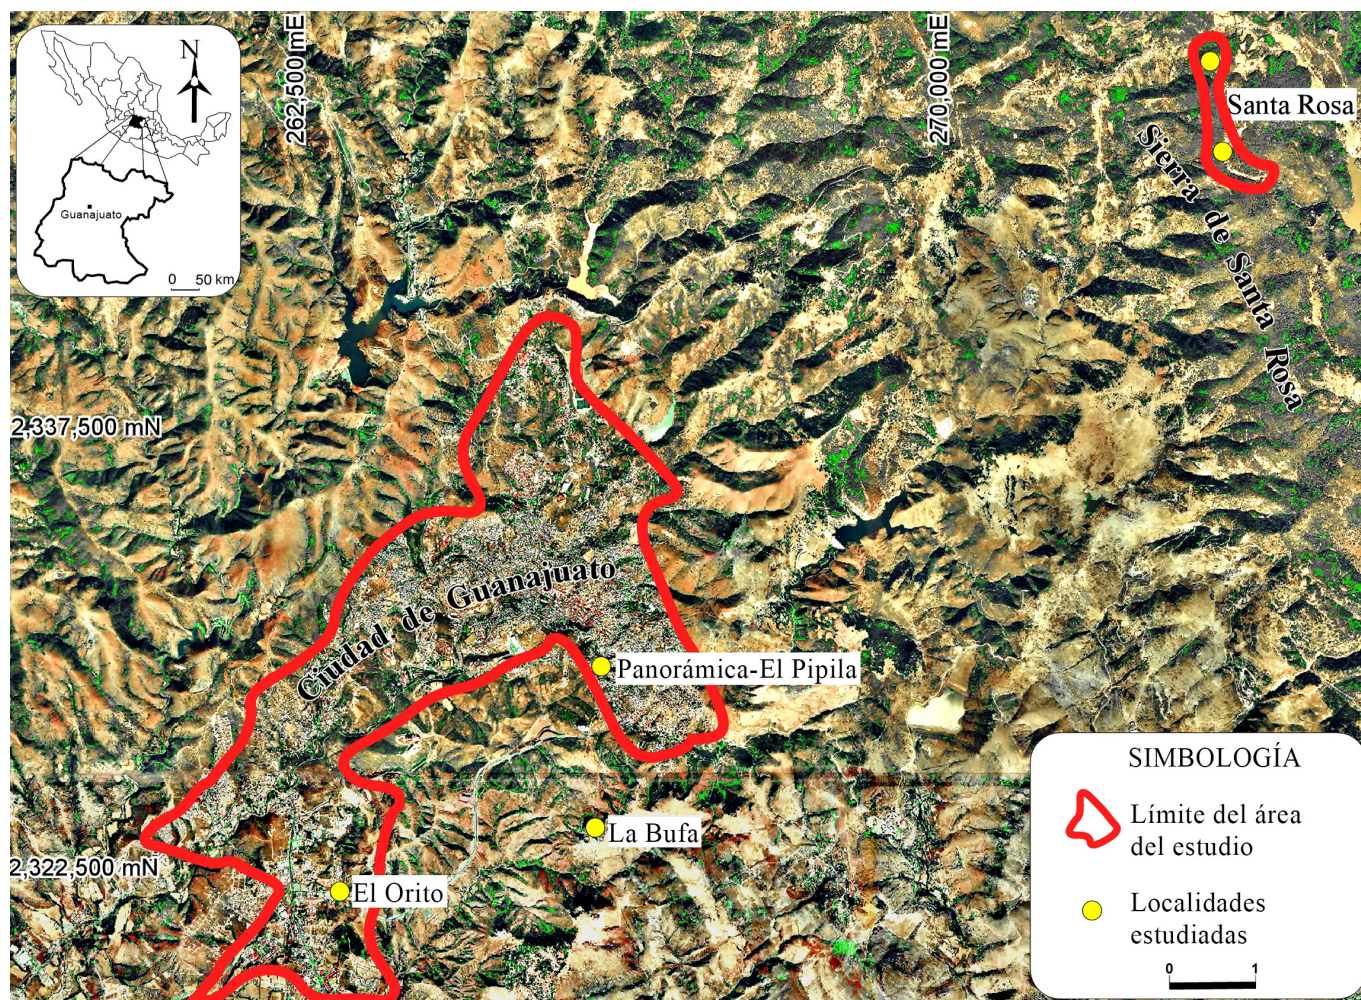 N
262,500 mE
270,000 mE
Guanajuato
0 50 km
Santa Rosa
Sierra de Santa Rosa
2,337,500 mN
Ciudad de Guanajuato
Panorámica-El Pipila
La Bufa
2,322,500 mN
El Orito
SIMBOLOGÍA
Límite del área
del estudio
Localidades
estudiadas
0 1